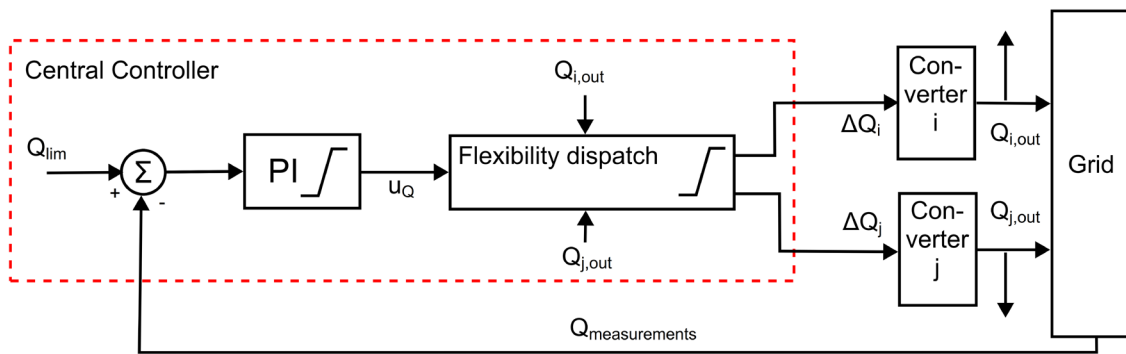 Central Controller
Q_lim
+
Σ
-
PI
u_Q
Q_i,out
Flexibility dispatch
Q_j,out
ΔQ_i
ΔQ_j
Con-
verter
i
Q_i,out
Con-
verter
j
Q_j,out
Grid
Q_measurements